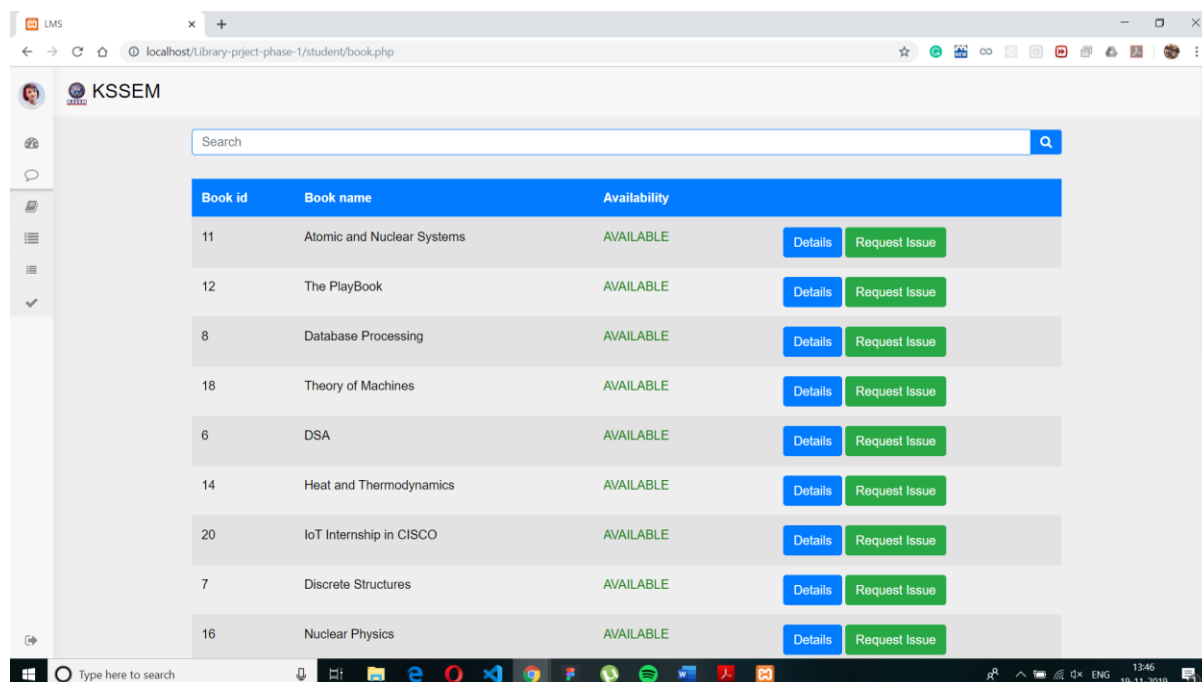 LMS
localhost/Library-prject-phase-1/student/book.php
KSSEM
Search
Book id Book name Availability
11 Atomic and Nuclear Systems AVAILABLE Details Request Issue
12 The PlayBook AVAILABLE Details Request Issue
8 Database Processing AVAILABLE Details Request Issue
18 Theory of Machines AVAILABLE Details Request Issue
6 DSA AVAILABLE Details Request Issue
14 Heat and Thermodynamics AVAILABLE Details Request Issue
20 IoT Internship in CISCO AVAILABLE Details Request Issue
7 Discrete Structures AVAILABLE Details Request Issue
16 Nuclear Physics AVAILABLE Details Request Issue
Type here to search ENG 13:46
19-11-2019